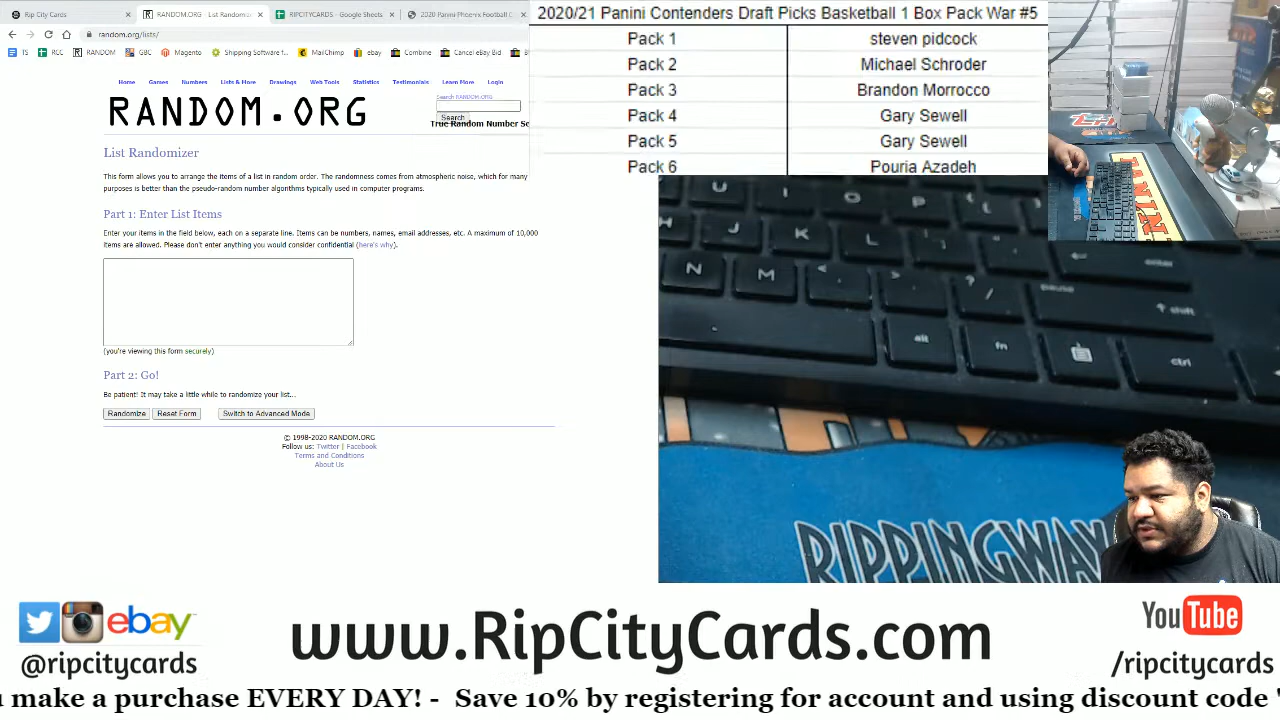 Rip City Cards
RANDOM.ORG - List Randomiz
RIPCITYCARDS - Google Sheets
2020 Panini Phoenix Football
random.org/lists/
TS
RCC
RANDOM
GBC
Magento
Shipping Software f...
MailChimp
ebay
Combine
Cancel eBay Bid
Home
Games
Numbers
Lists & More
Drawings
Web Tools
Statistics
Testimonials
Learn More
Login
RANDOM.ORG
Search RANDOM.ORG
Search
True Random Number Se
List Randomizer
This form allows you to arrange the items of a list in random order. The randomness comes from atmospheric noise, which for many
purposes is better than the pseudo-random number algorithms typically used in computer programs.
Part 1: Enter List Items
Enter your items in the field below, each on a separate line. Items can be numbers, names, email addresses, etc. A maximum of 10,000
items are allowed. Please don't enter anything you would consider confidential (here's why).
(you're viewing this form securely)
Part 2: Go!
Be patient! It may take a little while to randomize your list...
Randomize
Reset Form
Switch to Advanced Mode
© 1998-2020 RANDOM.ORG
Follow us: Twitter | Facebook
Terms and Conditions
About Us
2020/21 Panini Contenders Draft Picks Basketball 1 Box Pack War #5
Pack 1 steven pidcock
Pack 2 Michael Schroder
Pack 3 Brandon Morrocco
Pack 4 Gary Sewell
Pack 5 Gary Sewell
Pack 6 Pouria Azadeh
U I O P
H J K L
enter
N M < , > . ? /
pause
shift
alt
fn
ctrl
RIPPINGWAX
PANINI
ebay
@ripcitycards
www.RipCityCards.com
YouTube
/ripcitycards
u make a purchase EVERY DAY! - Save 10% by registering for account and using discount code "